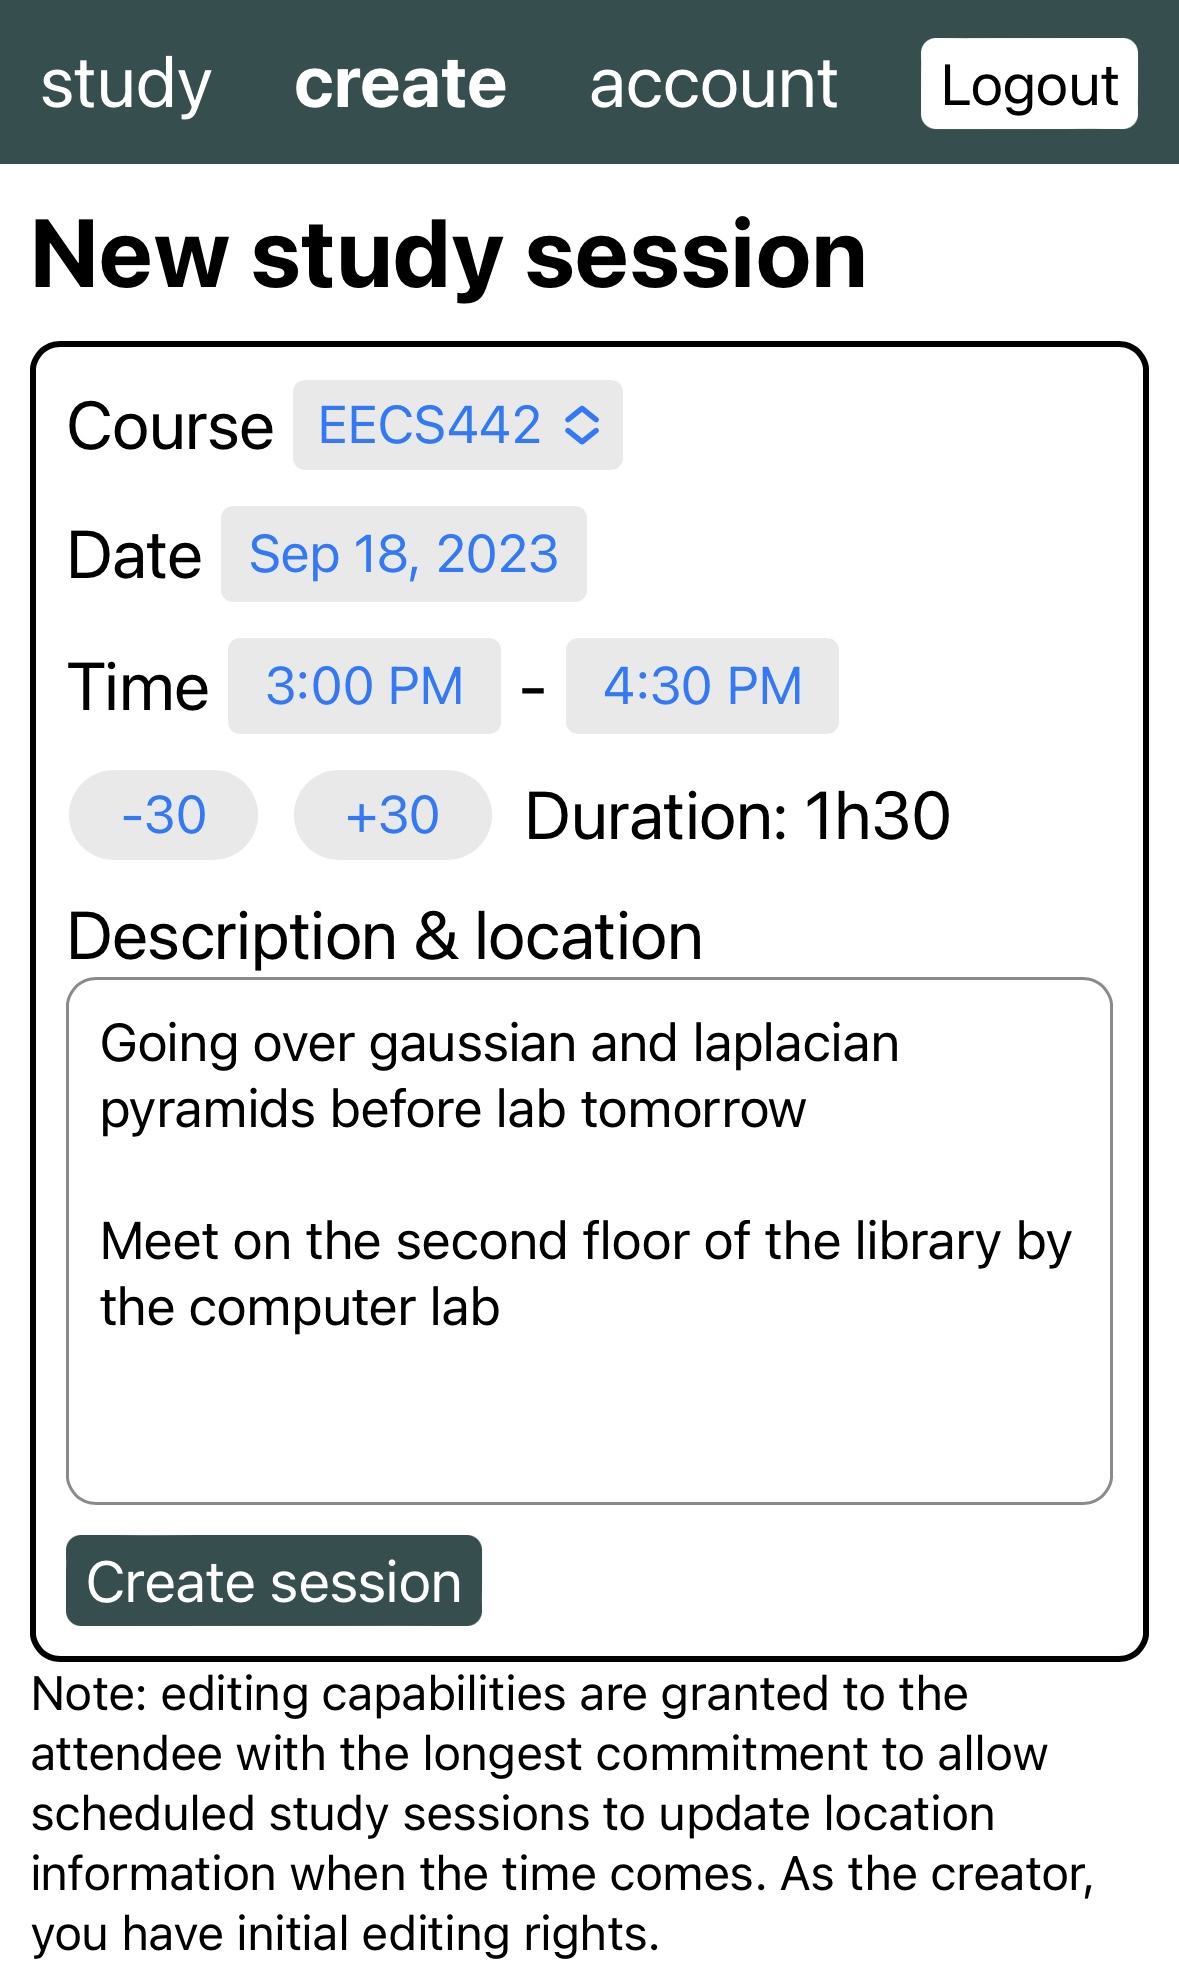 study create account Logout
New study session
Course EECS442
Date Sep 18, 2023
Time 3:00 PM - 4:30 PM
-30 +30 Duration: 1h30
Description & location
Going over gaussian and laplacian
pyramids before lab tomorrow
Meet on the second floor of the library by
the computer lab
Create session
Note: editing capabilities are granted to the
attendee with the longest commitment to allow
scheduled study sessions to update location
information when the time comes. As the creator,
you have initial editing rights.